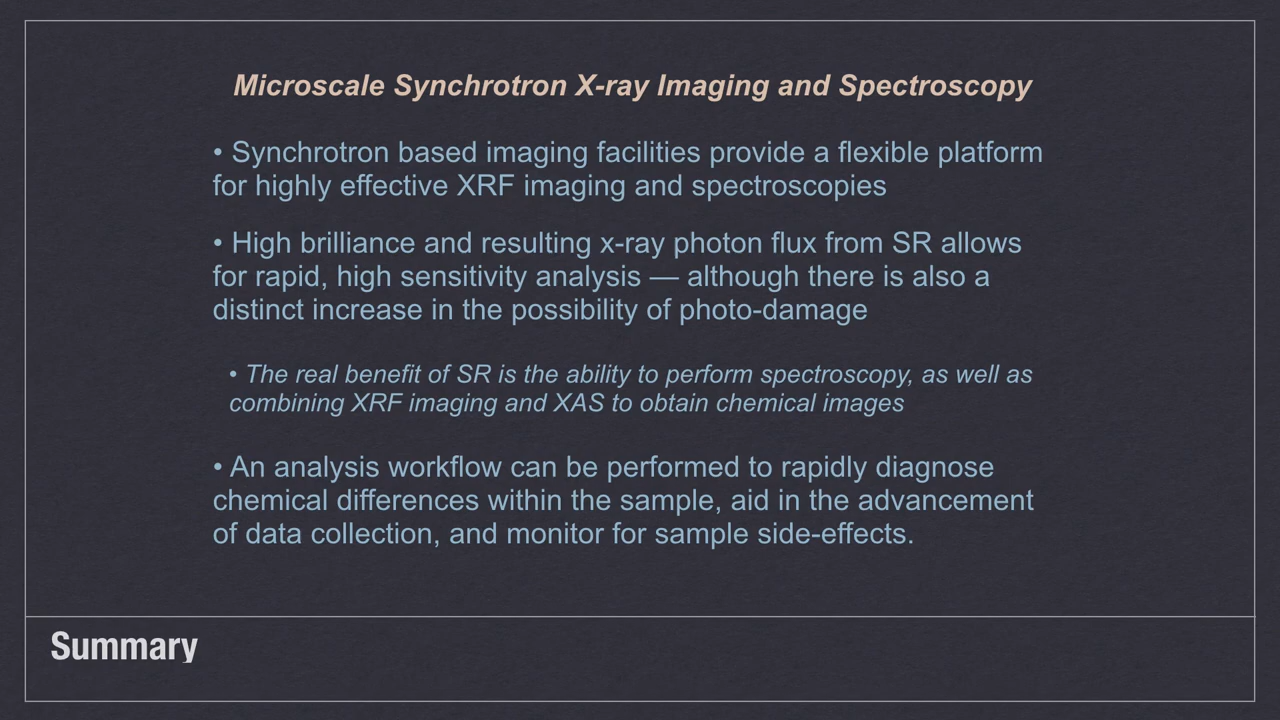 Microscale Synchrotron X-ray Imaging and Spectroscopy
• Synchrotron based imaging facilities provide a flexible platform
for highly effective XRF imaging and spectroscopies
• High brilliance and resulting x-ray photon flux from SR allows
for rapid, high sensitivity analysis — although there is also a
distinct increase in the possibility of photo-damage
• The real benefit of SR is the ability to perform spectroscopy, as well as
combining XRF imaging and XAS to obtain chemical images
• An analysis workflow can be performed to rapidly diagnose
chemical differences within the sample, aid in the advancement
of data collection, and monitor for sample side-effects.
Summary